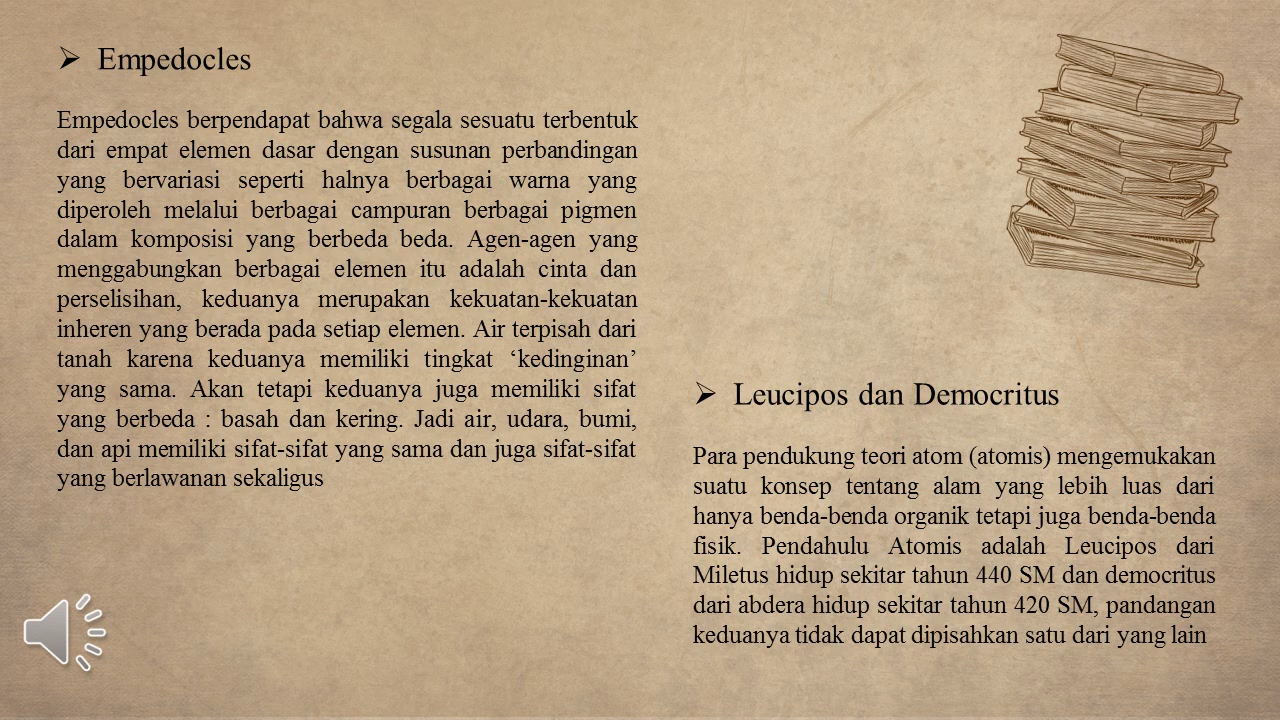 ➢ Empedocles
Empedocles berpendapat bahwa segala sesuatu terbentuk
dari empat elemen dasar dengan susunan perbandingan
yang bervariasi seperti halnya berbagai warna yang
diperoleh melalui berbagai campuran berbagai pigmen
dalam komposisi yang berbeda beda. Agen-agen yang
menggabungkan berbagai elemen itu adalah cinta dan
perselisihan, keduanya merupakan kekuatan-kekuatan
inheren yang berada pada setiap elemen. Air terpisah dari
tanah karena keduanya memiliki tingkat ‘kedinginan’
yang sama. Akan tetapi keduanya juga memiliki sifat
yang berbeda : basah dan kering. Jadi air, udara, bumi,
dan api memiliki sifat-sifat yang sama dan juga sifat-sifat
yang berlawanan sekaligus
➢ Leucipos dan Democritus
Para pendukung teori atom (atomis) mengemukakan
suatu konsep tentang alam yang lebih luas dari
hanya benda-benda organik tetapi juga benda-benda
fisik. Pendahulu Atomis adalah Leucipos dari
Miletus hidup sekitar tahun 440 SM dan democritus
dari abdera hidup sekitar tahun 420 SM, pandangan
keduanya tidak dapat dipisahkan satu dari yang lain